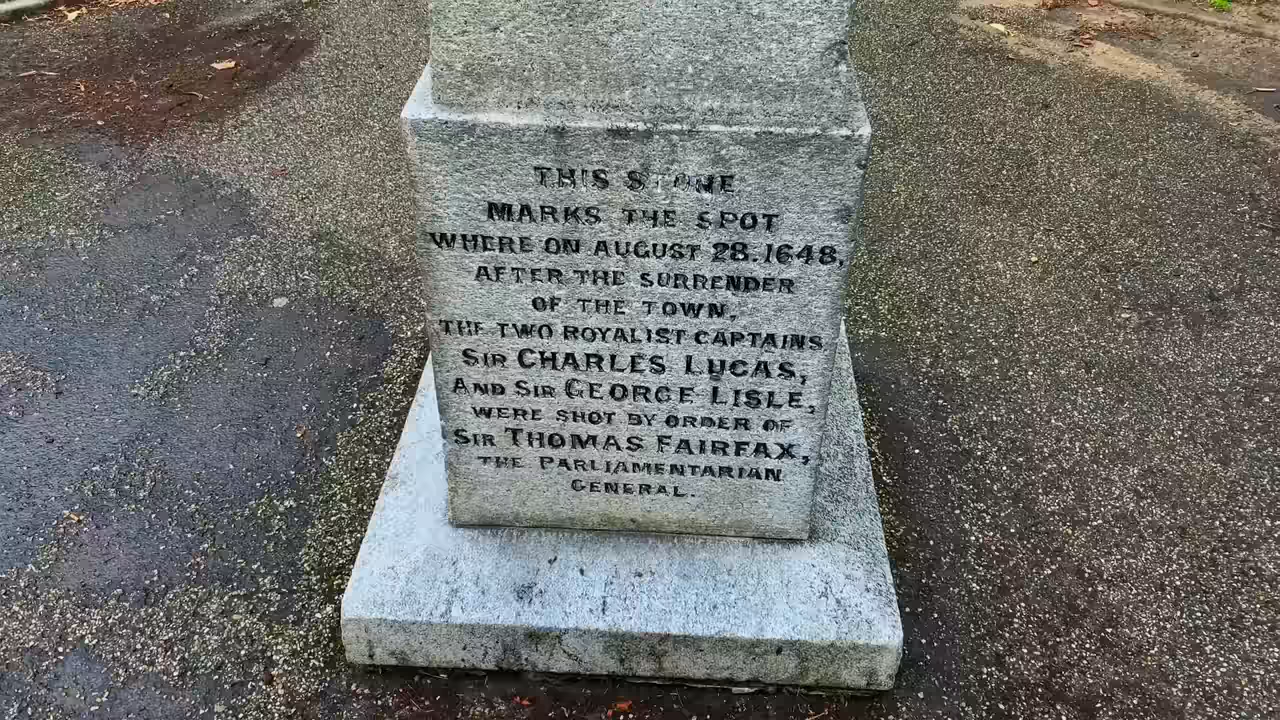 THIS STONE
MARKS THE SPOT
WHERE ON AUGUST 28.1648,
AFTER THE SURRENDER
OF THE TOWN,
THE TWO ROYALIST CAPTAINS
SIR CHARLES LUCAS,
AND SIR GEORGE LISLE,
WERE SHOT BY ORDER OF
SIR THOMAS FAIRFAX,
THE PARLIAMENTARIAN
GENERAL.